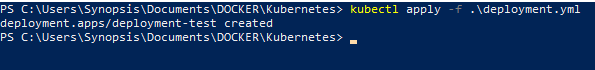 PS C:\Users\Synopsis\Documents\DOCKER\Kubernetes> kubectl apply -f .\deployment.yml
deployment.apps/deployment-test created
PS C:\Users\Synopsis\Documents\DOCKER\Kubernetes>